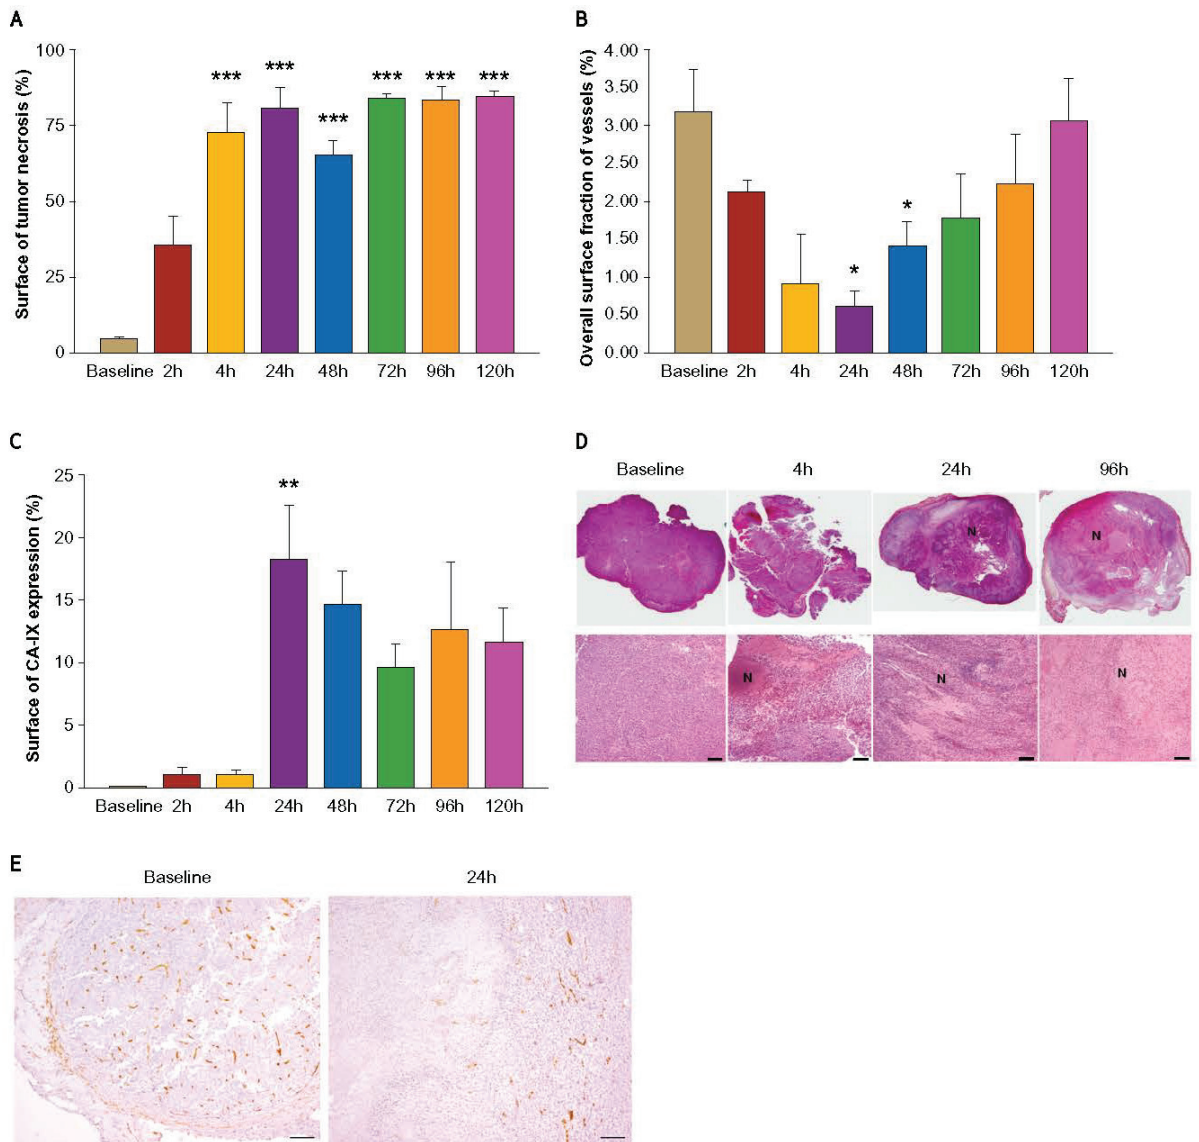 A
Surface of tumor necrosis (%)
100
75
50
25
0
*** *** *** *** *** ***
Baseline 2h 4h 24h 48h 72h 96h 120h
B
Overall surface fraction of vessels (%)
4.00
3.50
3.00
2.50
2.00
1.50
1.00
0.50
0.00
* *
Baseline 2h 4h 24h 48h 72h 96h 120h
C
Surface of CA-IX expression (%)
25
20
15
10
5
0
**
Baseline 2h 4h 24h 48h 72h 96h 120h
D
Baseline 4h 24h 96h
N N
N N N
E
Baseline 24h